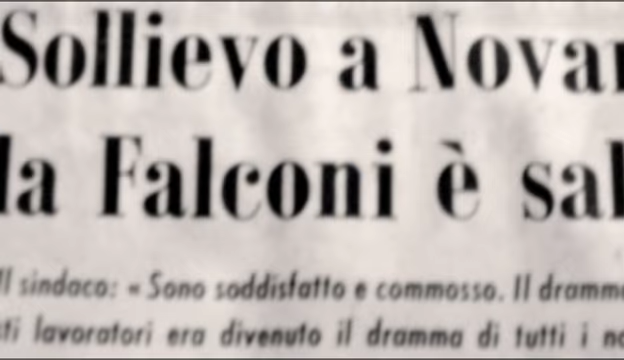 Sollievo a Novar
la Falconi è sal
Il sindaco: « Sono soddisfatto e commosso. Il dramma
sti lavoratori era divenuto il dramma di tutti i no